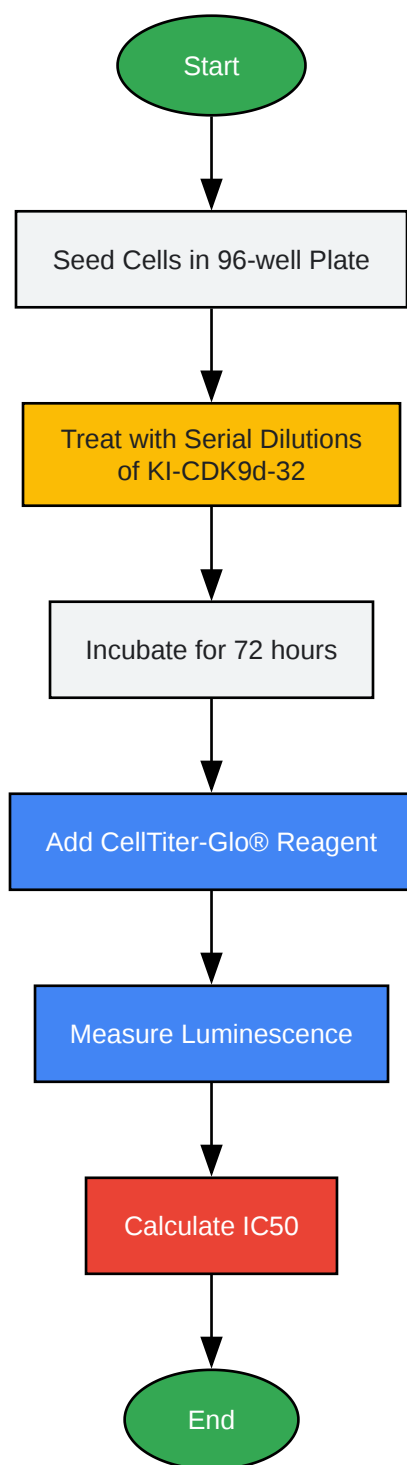 Start
Seed Cells in 96-well Plate
Treat with Serial Dilutions
of KI-CDK9d-32
Incubate for 72 hours
Add CellTiter-Glo® Reagent
Measure Luminescence
Calculate IC50
End